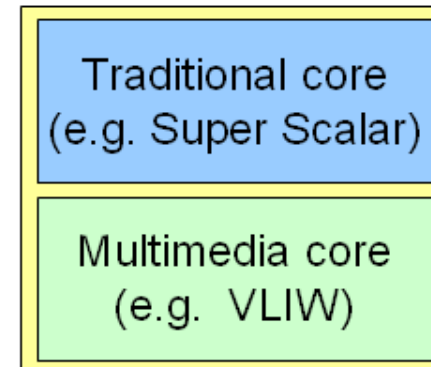 Traditional core
(e.g. Super Scalar)
Multimedia core
(e.g. VLIW)